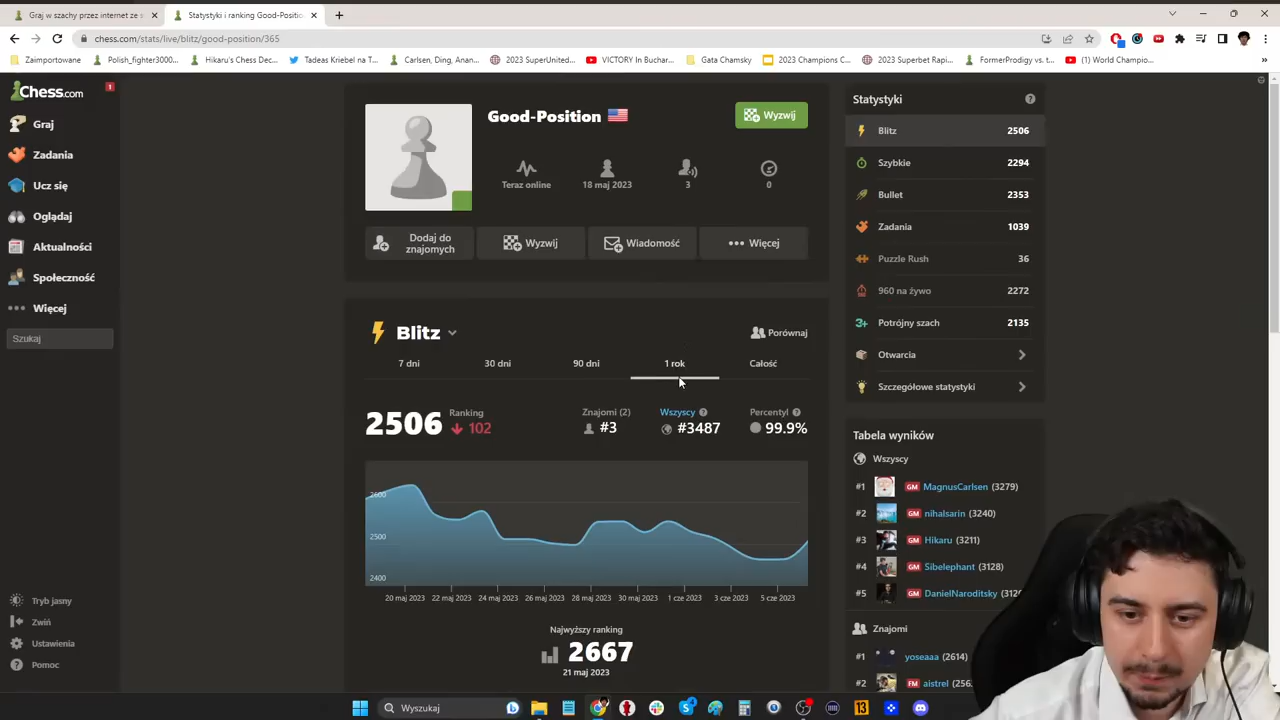 Graj w szachy przez internet ze s
Statystyki i ranking Good-Positio
chess.com/stats/live/blitz/good-position/365
Zaimportowane
Polish_fighter3000...
Hikaru's Chess Dec...
Tadeas Kriebel na T...
Carlsen, Ding, Anan...
2023 SuperUnited...
VICTORY In Buchar...
Gata Chamsky
2023 Champions C...
2023 Superbet Rapi...
FormerProdigy vs. t...
(1) World Champio...
Chess.com
1
Graj
Zadania
Ucz się
Oglądaj
Aktualności
Społeczność
Więcej
Szukaj
Tryb jasny
Zwiń
Ustawienia
Pomoc
Good-Position
Wyzwij
Teraz online
18 maj 2023
3
0
Dodaj do
znajomych
Wyzwij
Wiadomość
Więcej
Blitz
Porównaj
7 dni
30 dni
90 dni
1 rok
Całość
2506
Ranking
102
Znajomi (2)
#3
Wszyscy
#3487
Percentyl
99.9%
2600
2500
2400
20 maj 2023
22 maj 2023
24 maj 2023
26 maj 2023
28 maj 2023
30 maj 2023
1 cze 2023
3 cze 2023
5 cze 2023
Najwyższy ranking
2667
21 maj 2023
Statystyki
Blitz 2506
Szybkie 2294
Bullet 2353
Zadania 1039
Puzzle Rush 36
960 na żywo 2272
3+ Potrójny szach 2135
Otwarcia
Szczegółowe statystyki
Tabela wyników
Wszyscy
#1 GM MagnusCarlsen (3279)
#2 GM nihalsarin (3240)
#3 GM Hikaru (3211)
#4 GM Sibelephant (3128)
#5 GM DanielNaroditsky
Znajomi
#1 yoseaaa (2614)
#2 FM aistrel
Wyszukaj
13